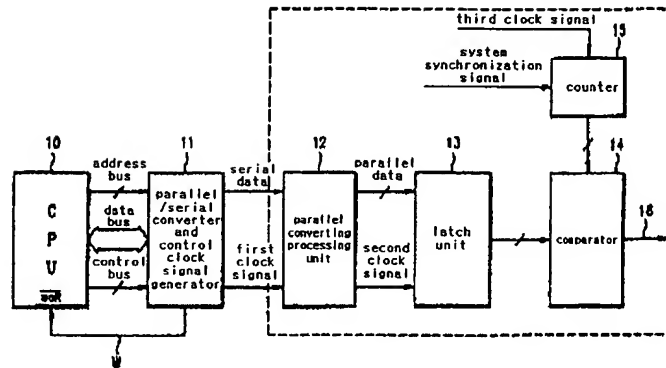 third clock signal
15
system
synchronization
signal
counter
10
address
bus
11
serial
data
12
parallel
data
13
14
C
P
U
data
bus
control
bus
parallel
/serial
converter
and
control
clock
signal
generator
first clock
signal
parallel
converting
processing
unit
second clock
signal
latch
unit
comparator
16
W